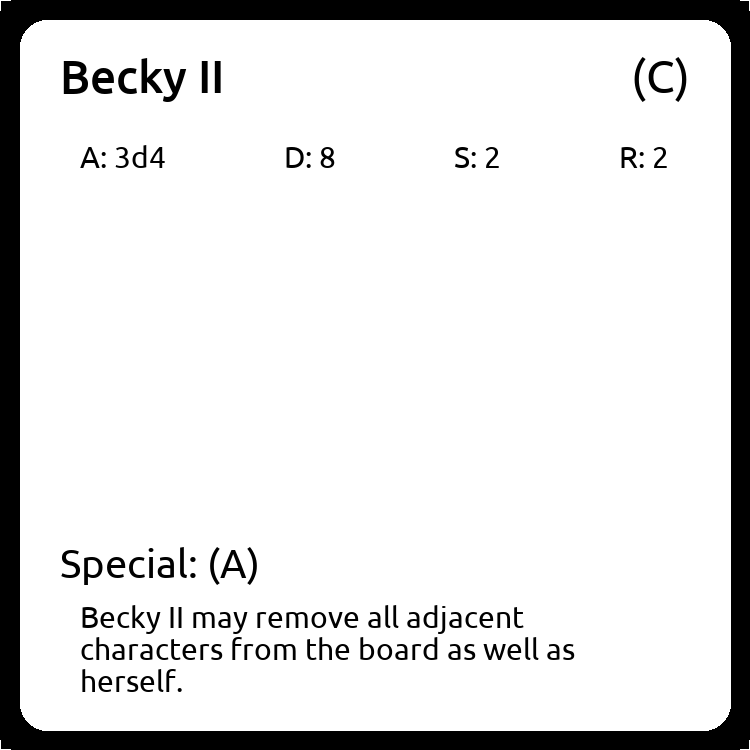 Becky II (C)
A: 3d4 D: 8 S: 2 R: 2
Special: (A)
Becky II may remove all adjacent
characters from the board as well as
herself.